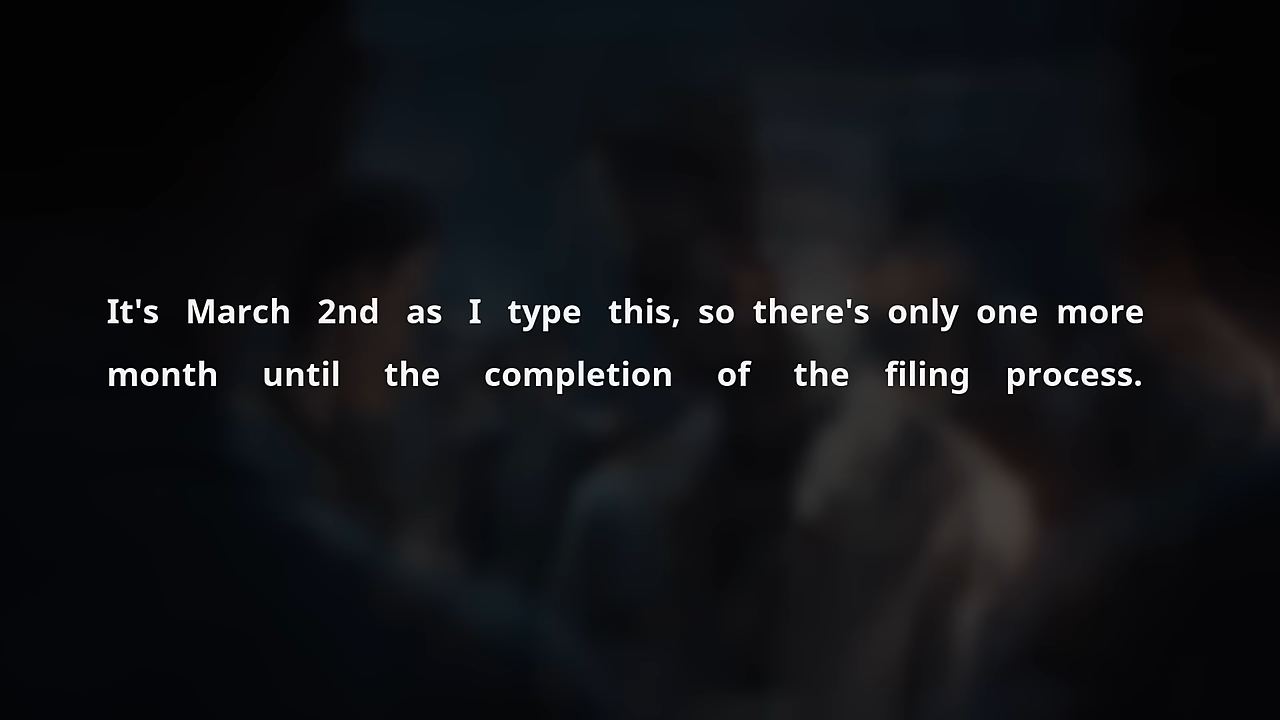 It's March 2nd as I type this, so there's only one more
month until the completion of the filing process.